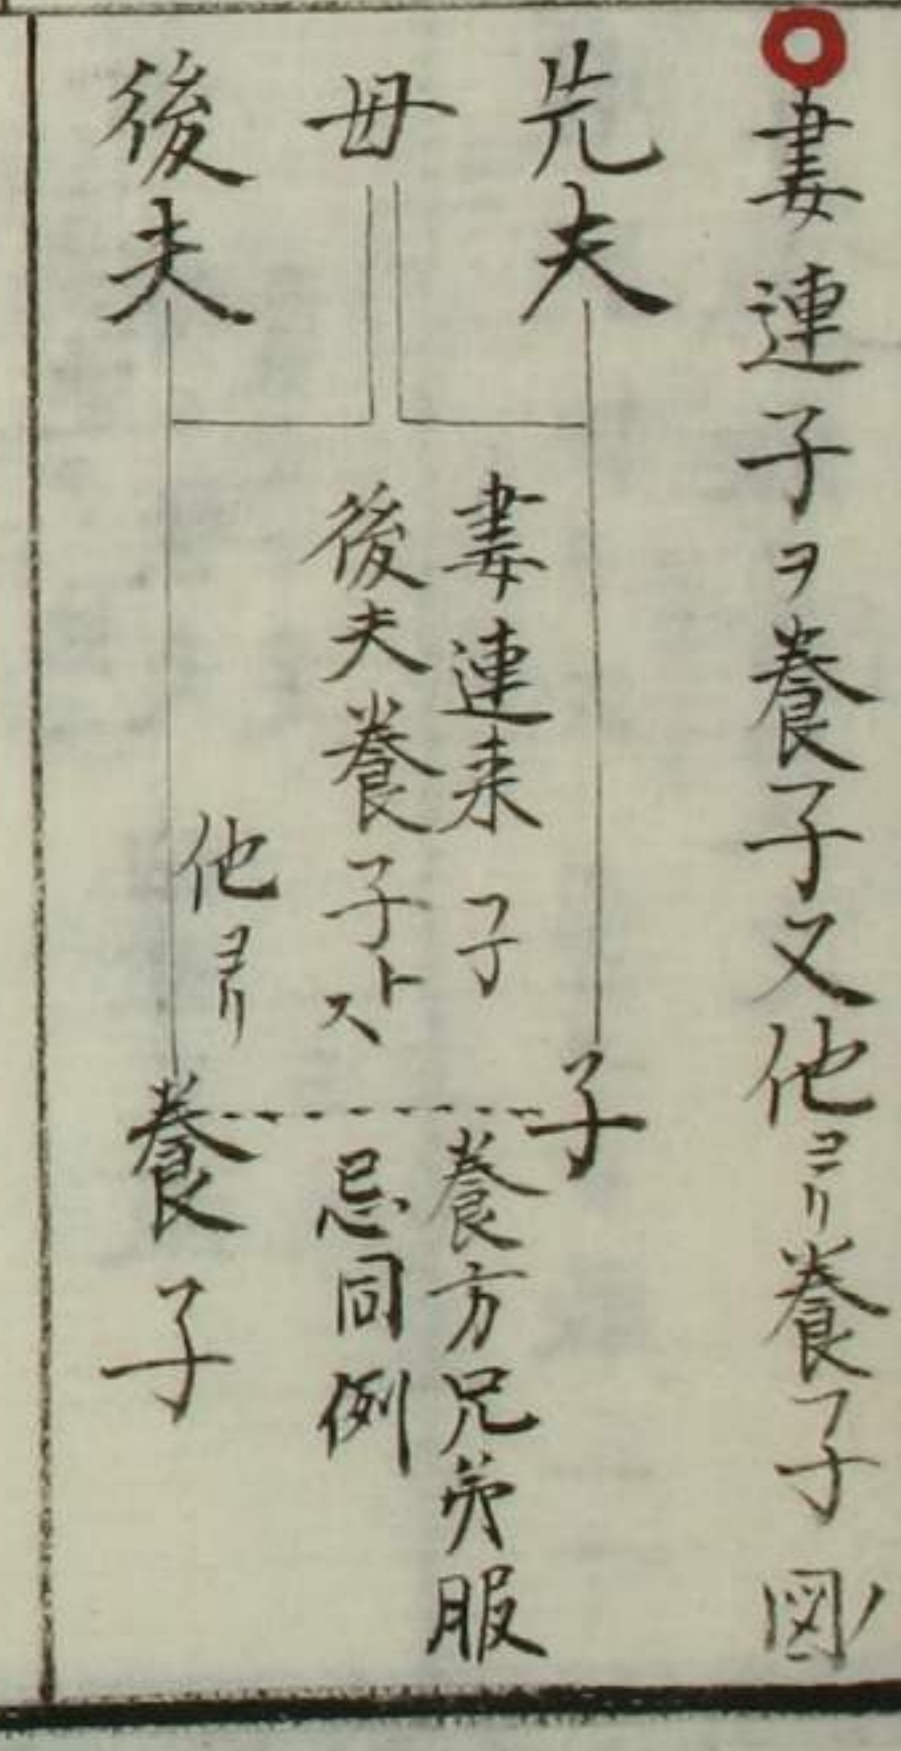 妻連子ヲ養子又他ヨリ養子ノ図
先夫
母
後夫
妻連来子
後夫養子トス
他ヨリ
子
養子
養方兄弟服
忌同例